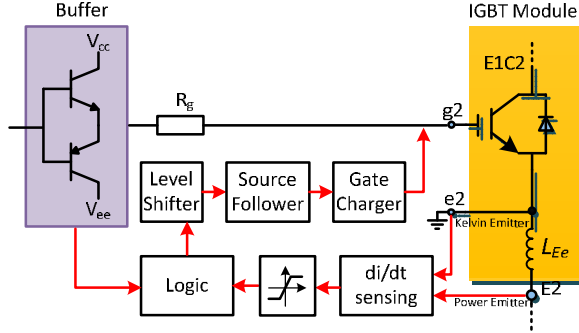 Buffer
IGBT Module
Vcc
E1C2
Rg
g2
Level
Shifter
Source
Follower
Gate
Charger
Vee
e2
Kelvin Emitter
LEe
Logic
di/dt
sensing
E2
Power Emitter